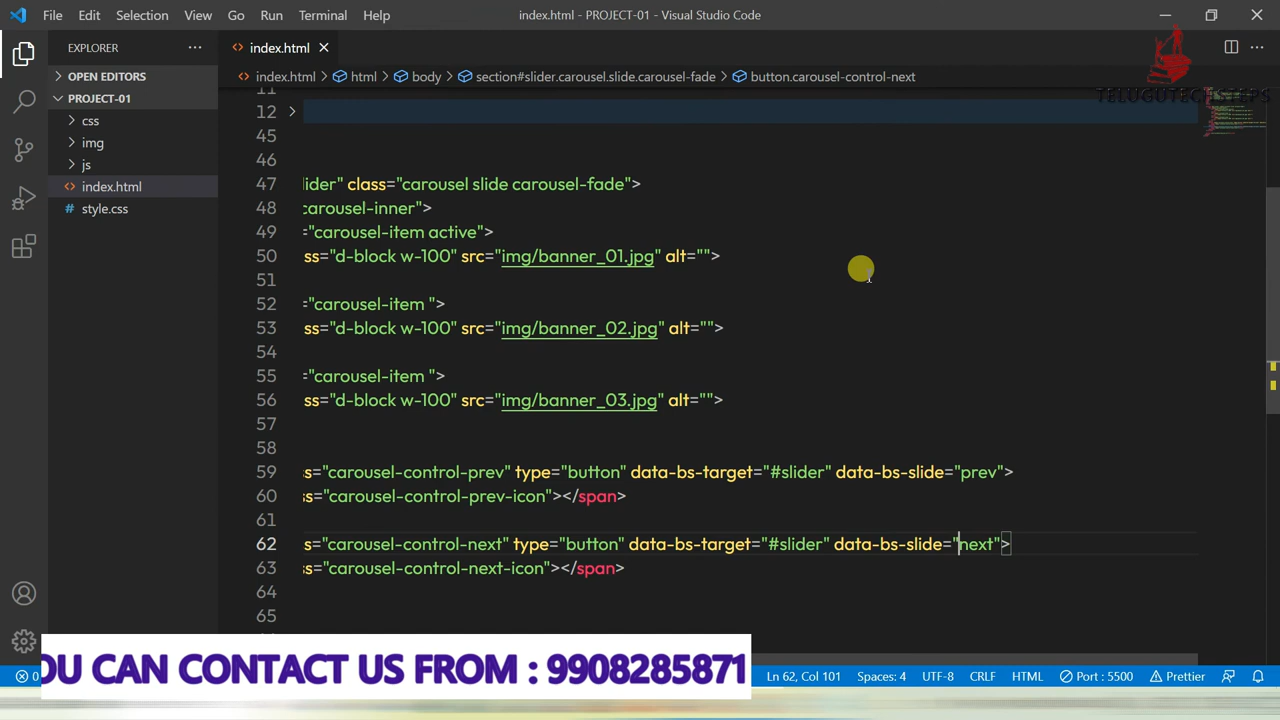 File Edit Selection View Go Run Terminal Help index.html - PROJECT-01 - Visual Studio Code
EXPLORER
OPEN EDITORS
PROJECT-01
css
img
js
index.html
style.css
index.html
index.html > html > body > section#slider.carousel.slide.carousel-fade > button.carousel-control-next
TELUGUTECHSTEPS
11
12
45
46
47 lider" class="carousel slide carousel-fade">
48 carousel-inner">
49 ="carousel-item active">
50 ss="d-block w-100" src="img/banner_01.jpg" alt="">
51
52 ="carousel-item ">
53 ss="d-block w-100" src="img/banner_02.jpg" alt="">
54
55 ="carousel-item ">
56 ss="d-block w-100" src="img/banner_03.jpg" alt="">
57
58
59 s="carousel-control-prev" type="button" data-bs-target="#slider" data-bs-slide="prev">
60 s="carousel-control-prev-icon"></span>
61
62 s="carousel-control-next" type="button" data-bs-target="#slider" data-bs-slide="next">
63 s="carousel-control-next-icon"></span>
64
65
OU CAN CONTACT US FROM : 9908285871
0 Ln 62, Col 101 Spaces: 4 UTF-8 CRLF HTML Port : 5500 Prettier